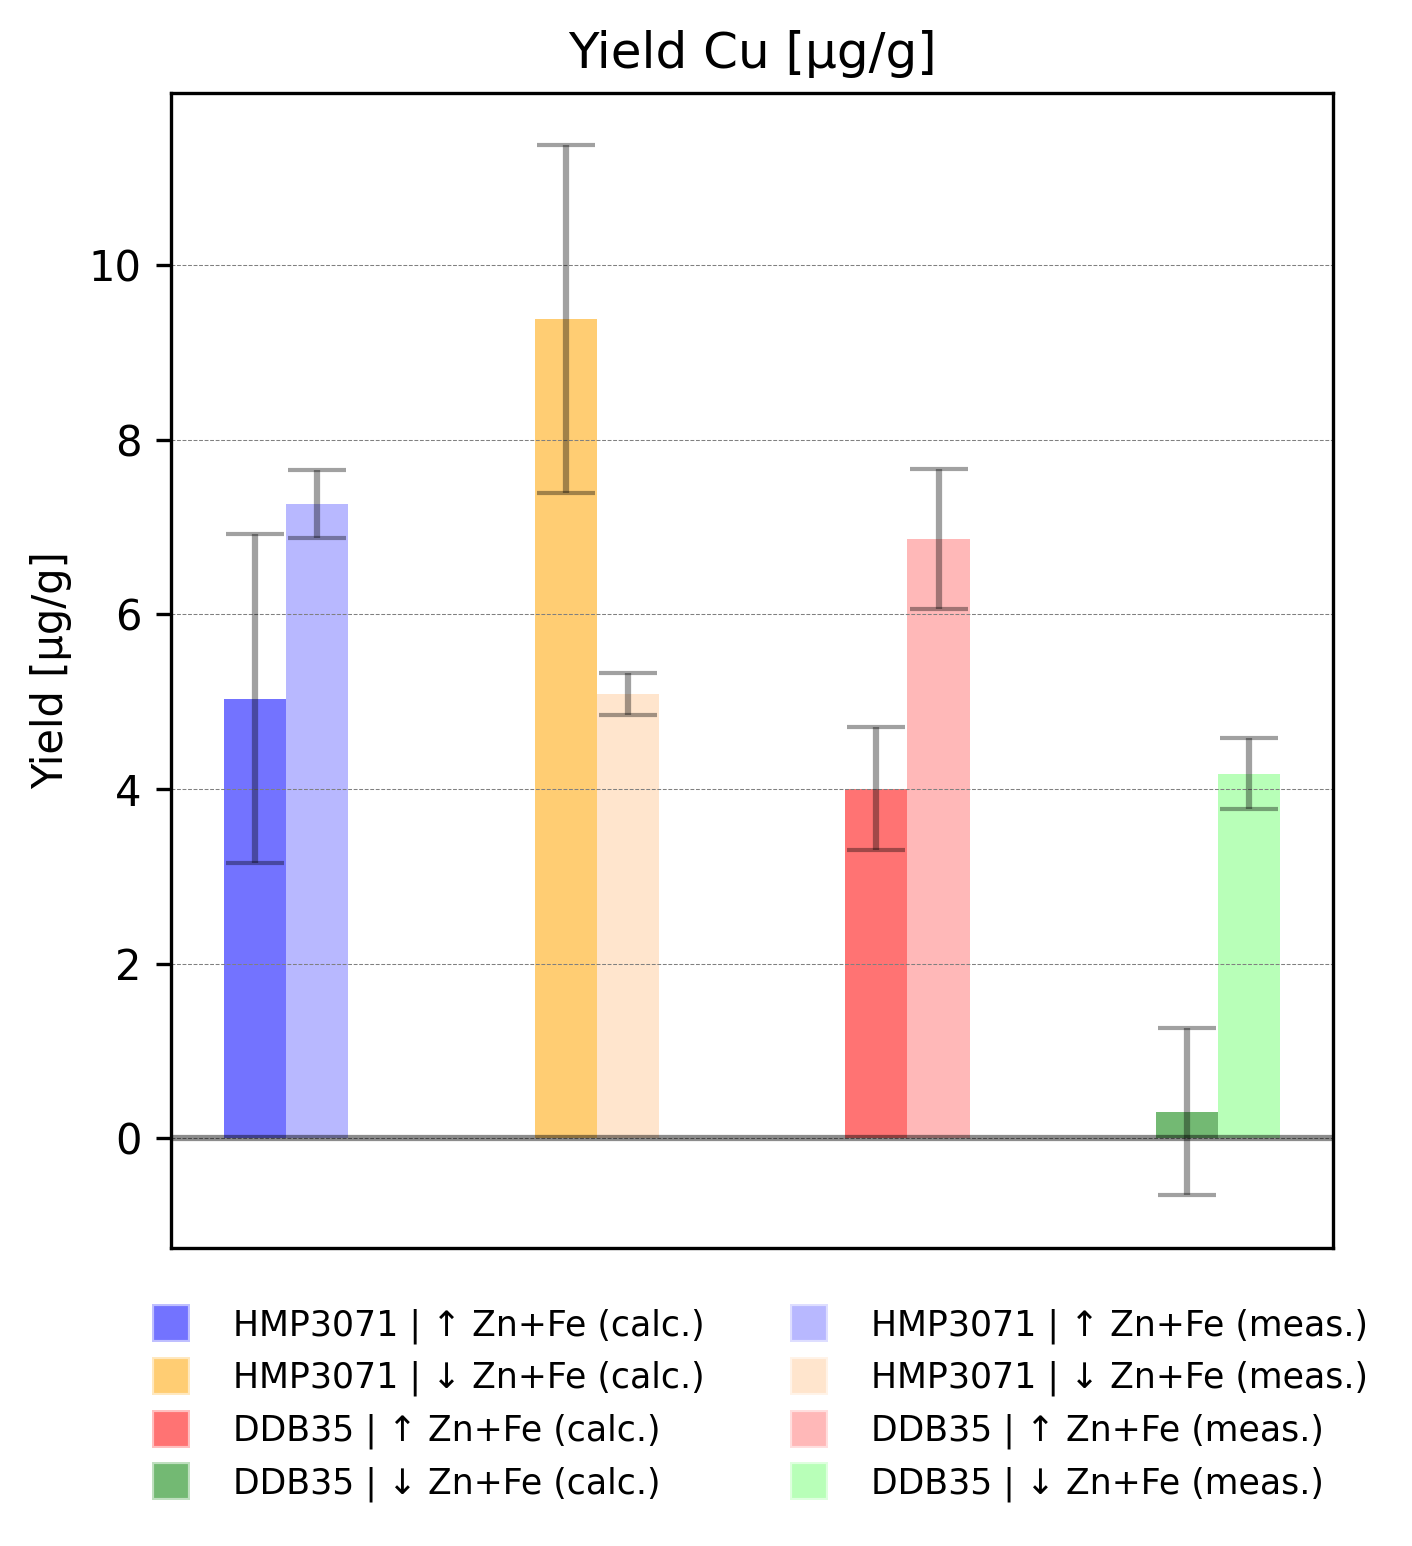 Yield Cu [µg/g]
Yield [µg/g]
10
8
6
4
2
0
HMP3071 | ↑ Zn+Fe (calc.)
HMP3071 | ↓ Zn+Fe (calc.)
DDB35 | ↑ Zn+Fe (calc.)
DDB35 | ↓ Zn+Fe (calc.)
HMP3071 | ↑ Zn+Fe (meas.)
HMP3071 | ↓ Zn+Fe (meas.)
DDB35 | ↑ Zn+Fe (meas.)
DDB35 | ↓ Zn+Fe (meas.)